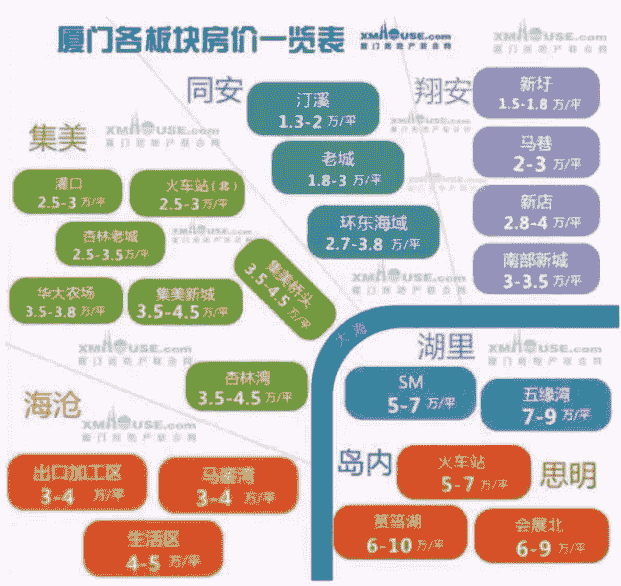 厦门各板块房价一览表
XMHOUSE.com
厦门房地产联合网
同安
汀溪
1.3-2 万/平
老城
1.8-3 万/平
环东海域
2.7-3.8 万/平
翔安
新圩
1.5-1.8 万/平
马巷
2-3 万/平
新店
2.8-4 万/平
南部新城
3-3.5 万/平
集美
灌口
2.5-3 万/平
火车站(北)
2.5-3 万/平
杏林老城
2.5-3.5万/平
华大农场
3.5-3.8 万/平
集美新城
3.5-4.5 万/平
集美桥头
3.5-4.5 万/平
杏林湾
3.5-4.5 万/平
大海
海沧
出口加工区
3-4 万/平
马銮湾
3-4 万/平
生活区
4-5 万/平
湖里
SM
5-7 万/平
五缘湾
7-9 万/平
岛内
思明
火车站
5-7 万/平
筼筜湖
6-10 万/平
会展北
6-9 万/平